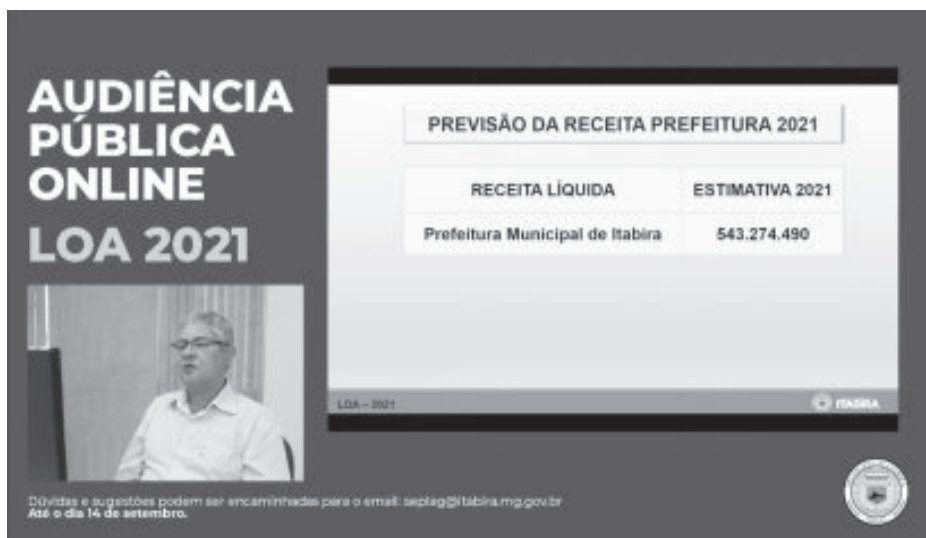 AUDIÊNCIA
PÚBLICA
ONLINE
LOA 2021
PREVISÃO DA RECEITA PREFEITURA 2021
RECEITA LÍQUIDA ESTIMATIVA 2021
Prefeitura Municipal de Itabira 543.274.490
LOA - 2021
ITABIRA
Dúvidas e sugestões podem ser encaminhadas para o email: seplag@itabira.mg.gov.br
Até o dia 14 de setembro.